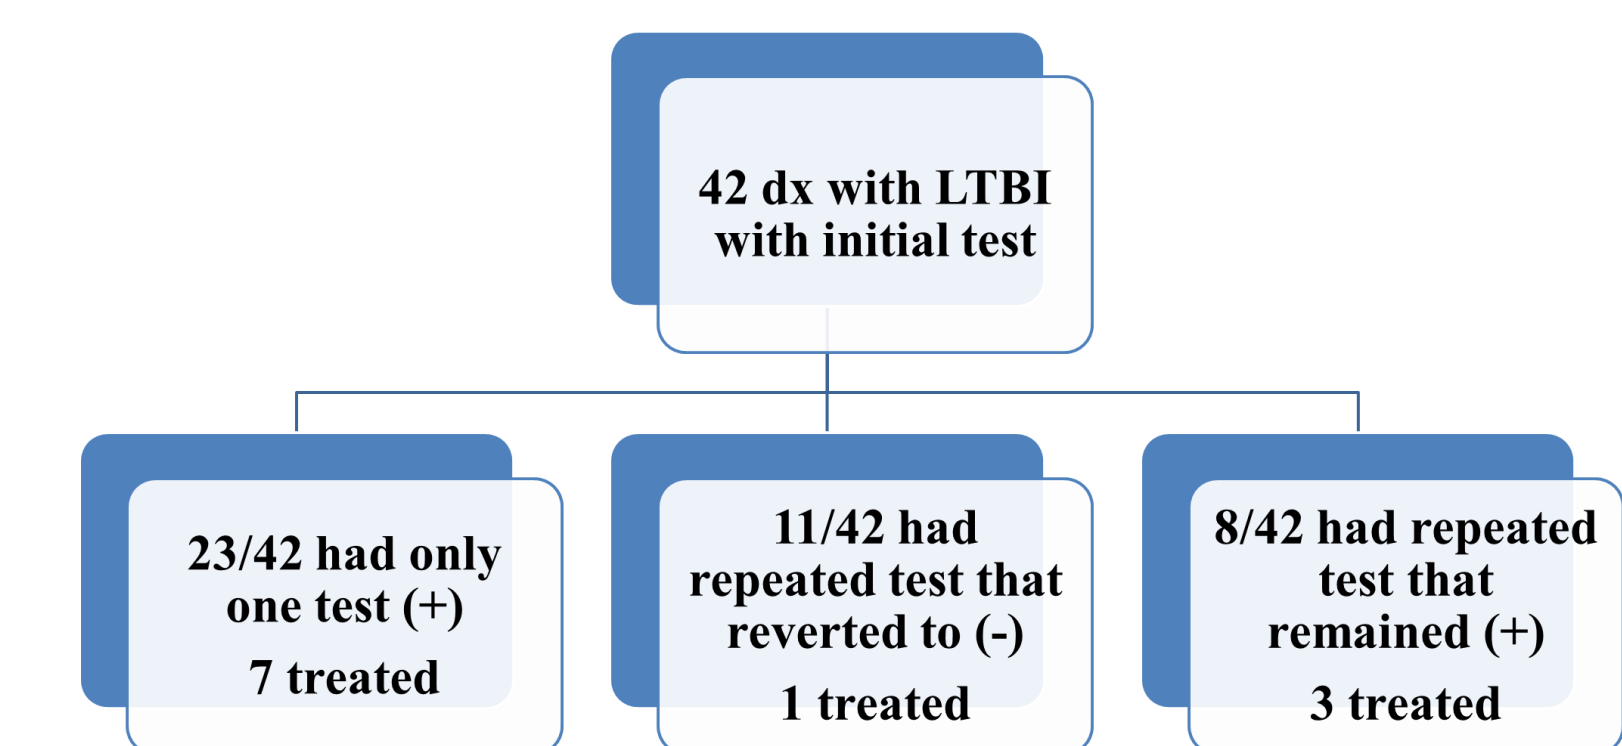 42 dx with LTBI
with initial test
23/42 had only
one test (+)
7 treated
11/42 had
repeated test that
reverted to (-)
1 treated
8/42 had repeated
test that
remained (+)
3 treated